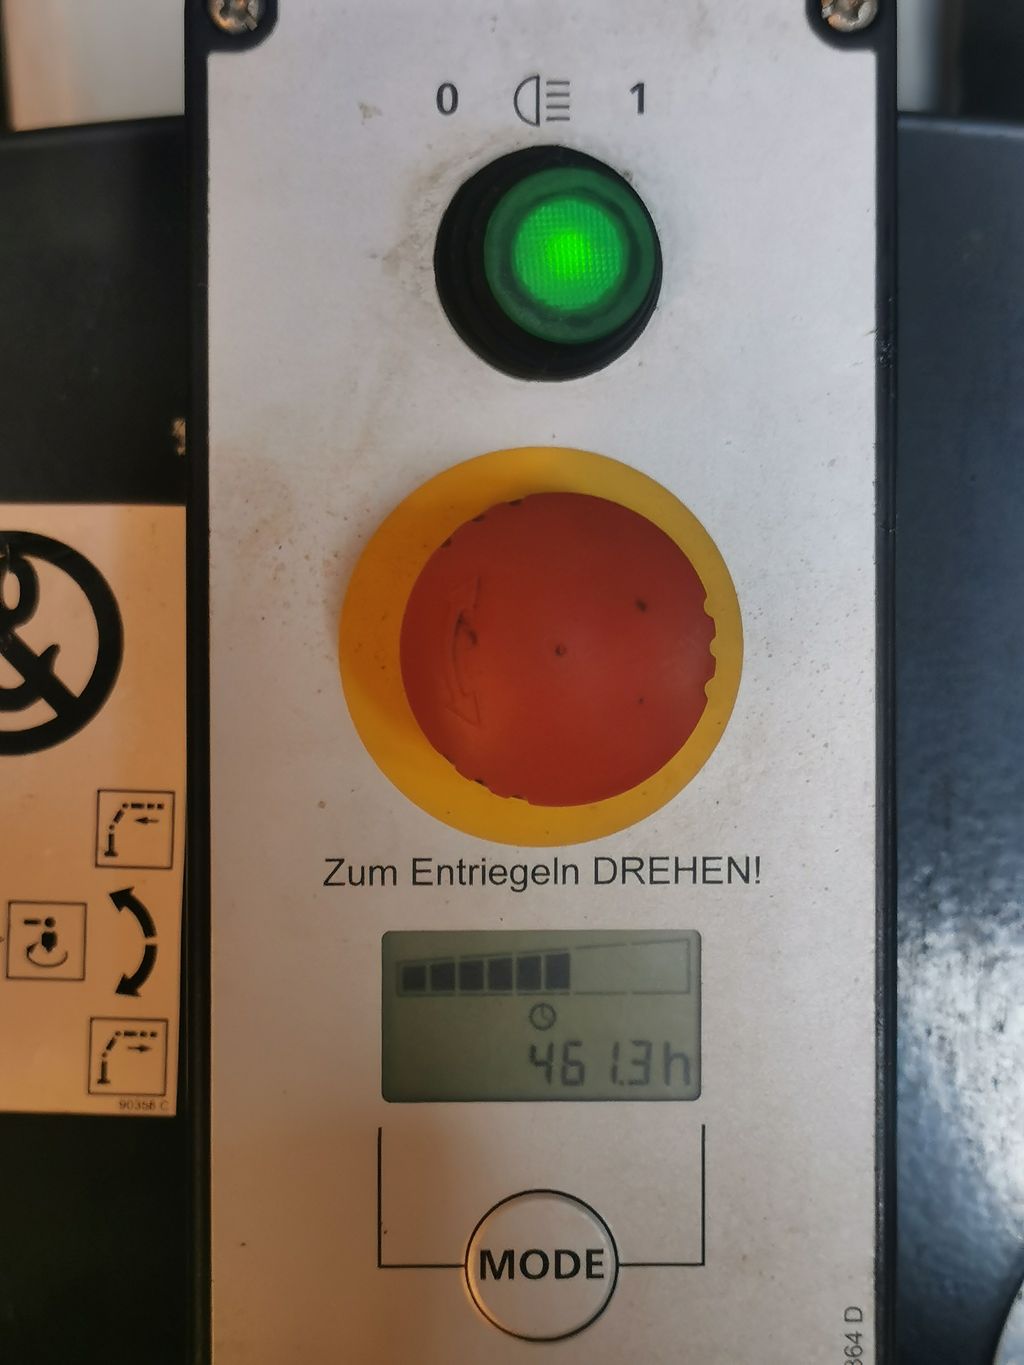 0 1
Zum Entriegeln DREHEN!
461.3h
90356 C
MODE
364 D